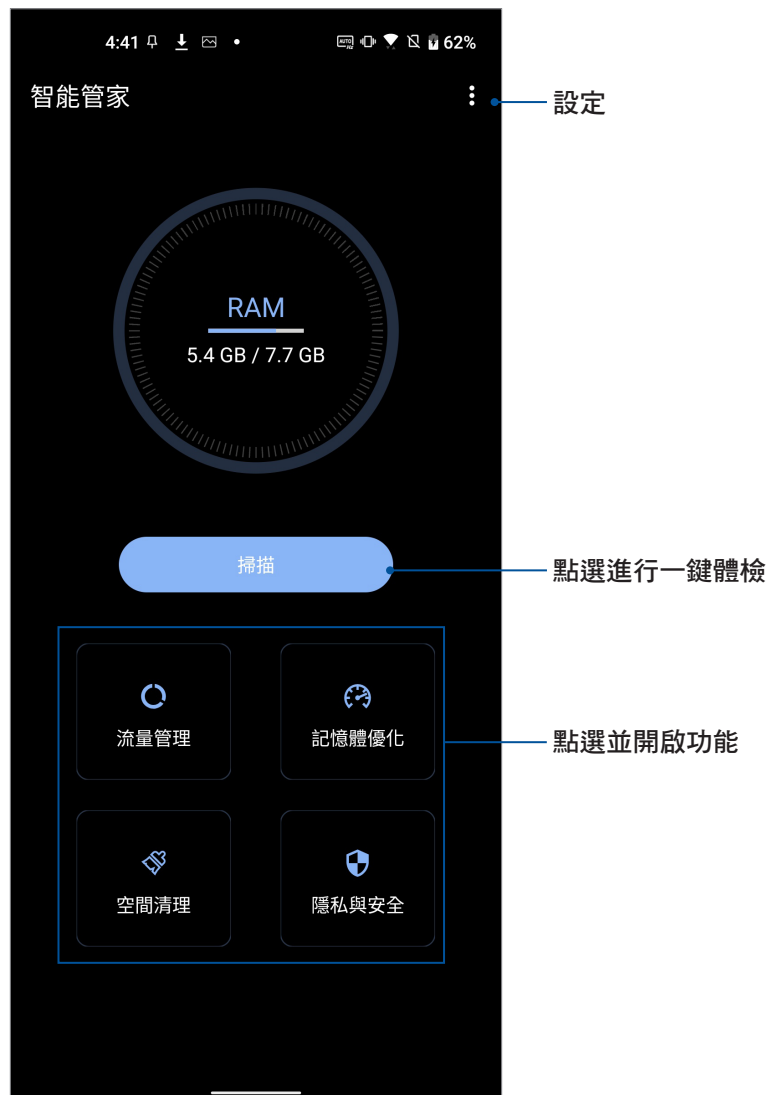 4:41
62%
智能管家
設定
RAM
5.4 GB / 7.7 GB
掃描
點選進行一鍵體檢
流量管理
記憶體優化
點選並開啟功能
空間清理
隱私與安全